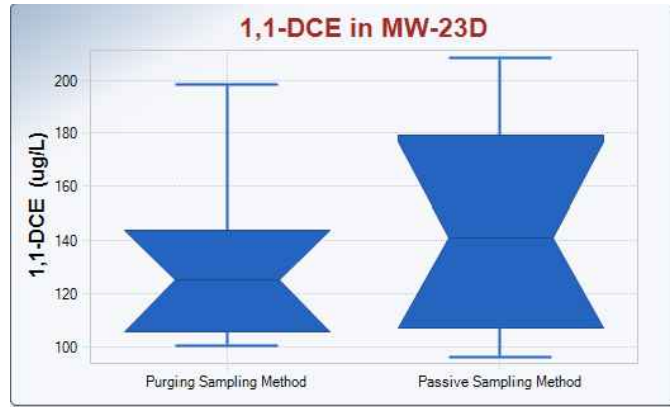 1,1-DCE in MW-23D
1,1-DCE (ug/L)
200
180
160
140
120
100
Purging Sampling Method
Passive Sampling Method